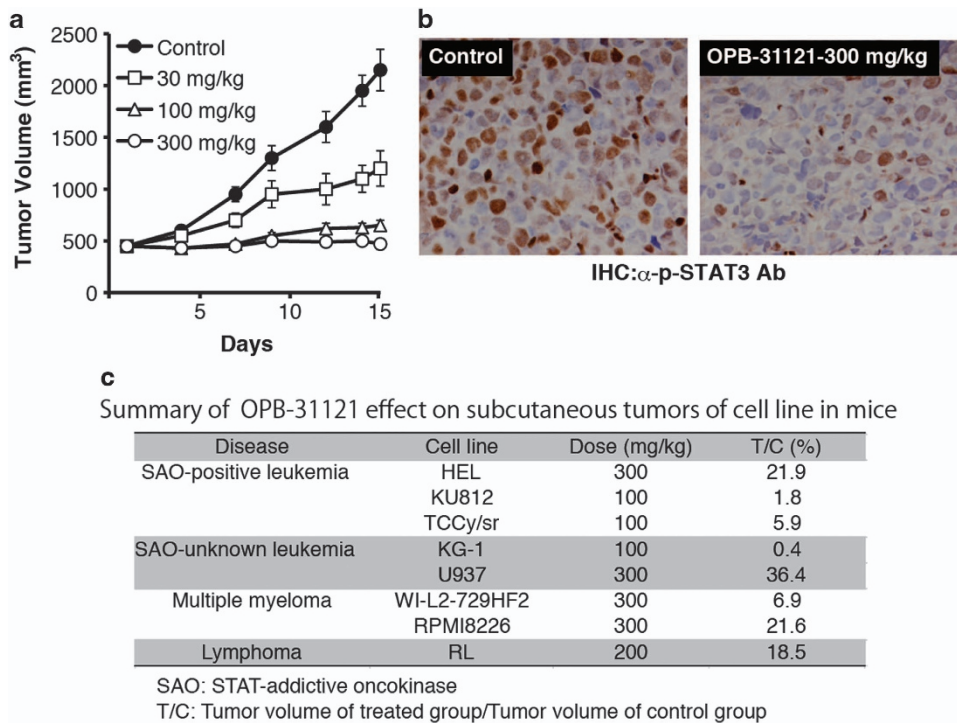 a
Tumor Volume (mm³)
2500
2000
1500
1000
500
0
Control
30 mg/kg
100 mg/kg
300 mg/kg
5
10
15
Days
b
Control
OPB-31121-300 mg/kg
IHC:α-p-STAT3 Ab
c
Summary of OPB-31121 effect on subcutaneous tumors of cell line in mice
Disease Cell line Dose (mg/kg) T/C (%)
SAO-positive leukemia HEL 300 21.9
KU812 100 1.8
TCCy/sr 100 5.9
SAO-unknown leukemia KG-1 100 0.4
U937 300 36.4
Multiple myeloma WI-L2-729HF2 300 6.9
RPMI8226 300 21.6
Lymphoma RL 200 18.5
SAO: STAT-addictive oncokinase
T/C: Tumor volume of treated group/Tumor volume of control group